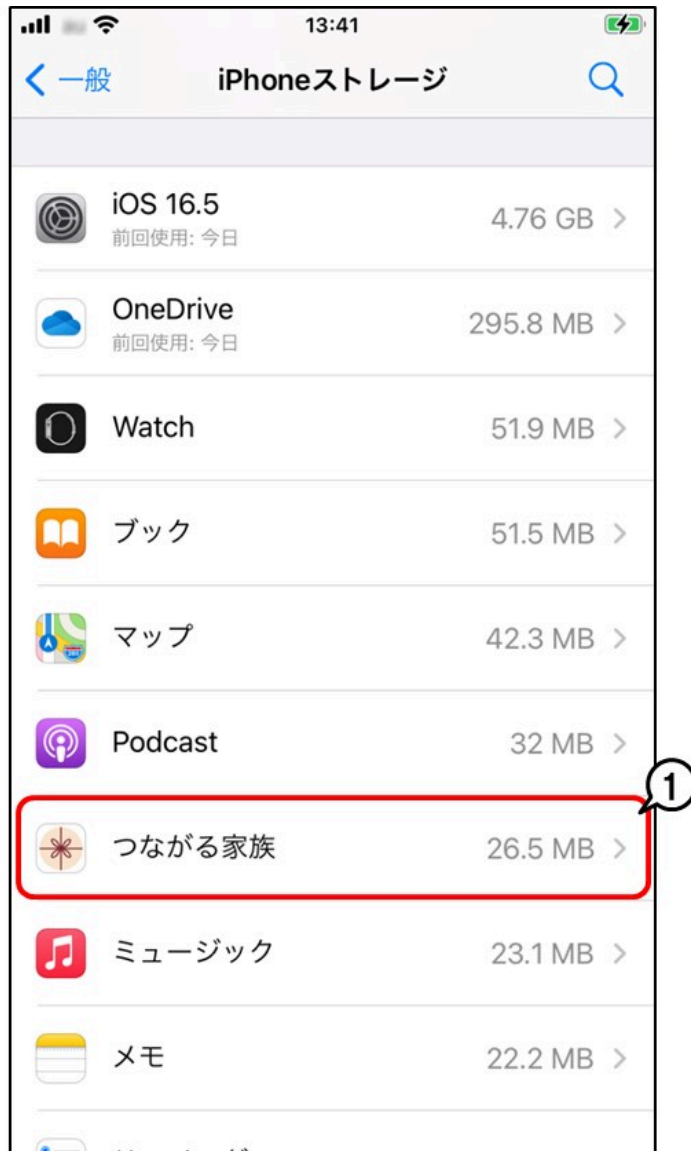 13:41
一般
iPhoneストレージ
iOS 16.5
4.76 GB
前回使用: 今日
OneDrive
295.8 MB
前回使用: 今日
Watch
51.9 MB
ブック
51.5 MB
マップ
42.3 MB
Podcast
32 MB
1
つながる家族
26.5 MB
ミュージック
23.1 MB
メモ
22.2 MB